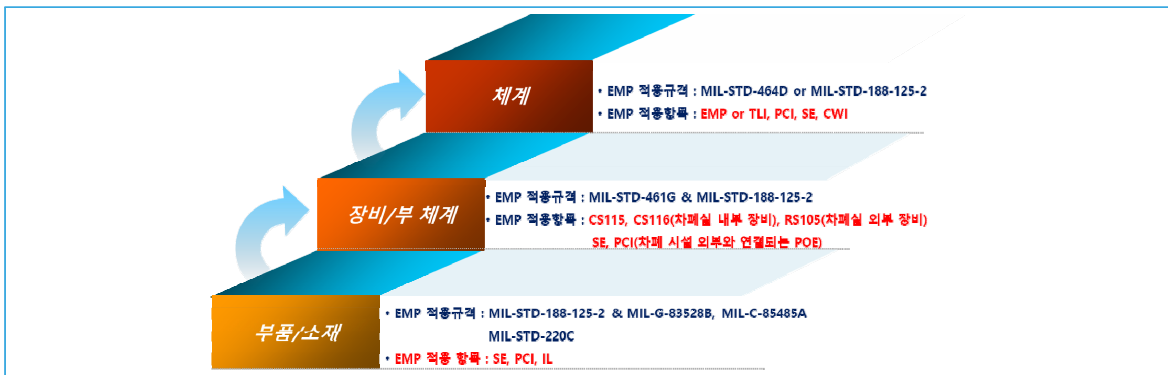 체계
• EMP 적용규격 : MIL-STD-464D or MIL-STD-188-125-2
• EMP 적용항목 : EMP or TLI, PCI, SE, CWI
장비/부 체계
• EMP 적용규격 : MIL-STD-461G & MIL-STD-188-125-2
• EMP 적용항목 : CS115, CS116(차폐실 내부 장비), RS105(차폐실 외부 장비)
SE, PCI(차폐 시설 외부와 연결되는 POE)
부품/소재
• EMP 적용규격 : MIL-STD-188-125-2 & MIL-G-83528B, MIL-C-85485A
MIL-STD-220C
• EMP 적용 항목 : SE, PCI, IL